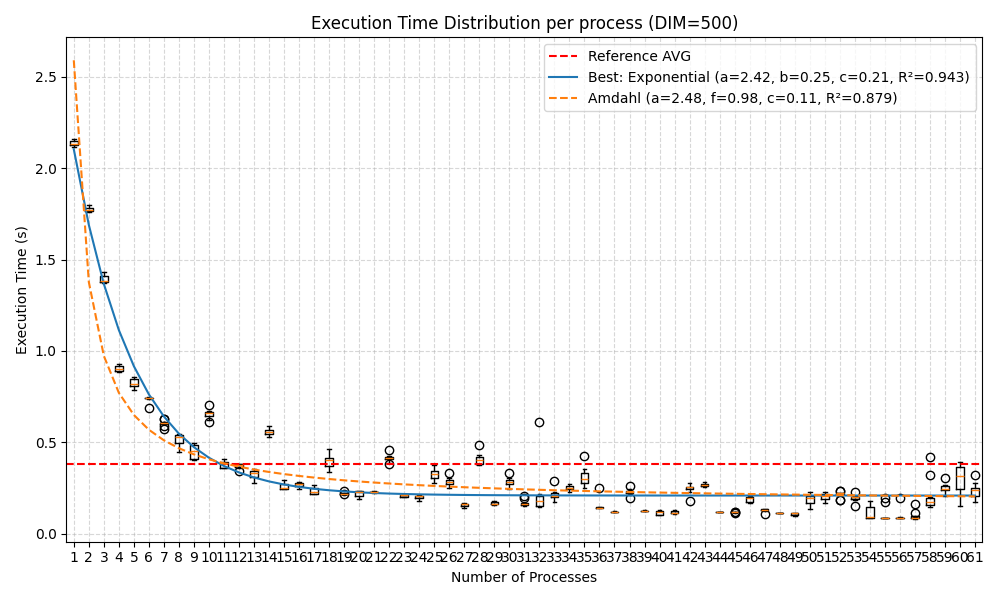 Execution Time Distribution per process (DIM=500)
Reference AVG
Best: Exponential (a=2.42, b=0.25, c=0.21, R²=0.943)
Amdahl (a=2.48, f=0.98, c=0.11, R²=0.879)
2.5
2.0
1.5
1.0
0.5
0.0
Execution Time (s)
1 2 3 4 5 6 7 8 9 10 11 12 13 14 15 16 17 18 19 20 21 22 23 24 25 26 27 28 29 30 31 32 33 34 35 36 37 38 39 40 41 42 43 44 45 46 47 48 49 50 51 52 53 54 55 56 57 58 59 60 61
Number of Processes